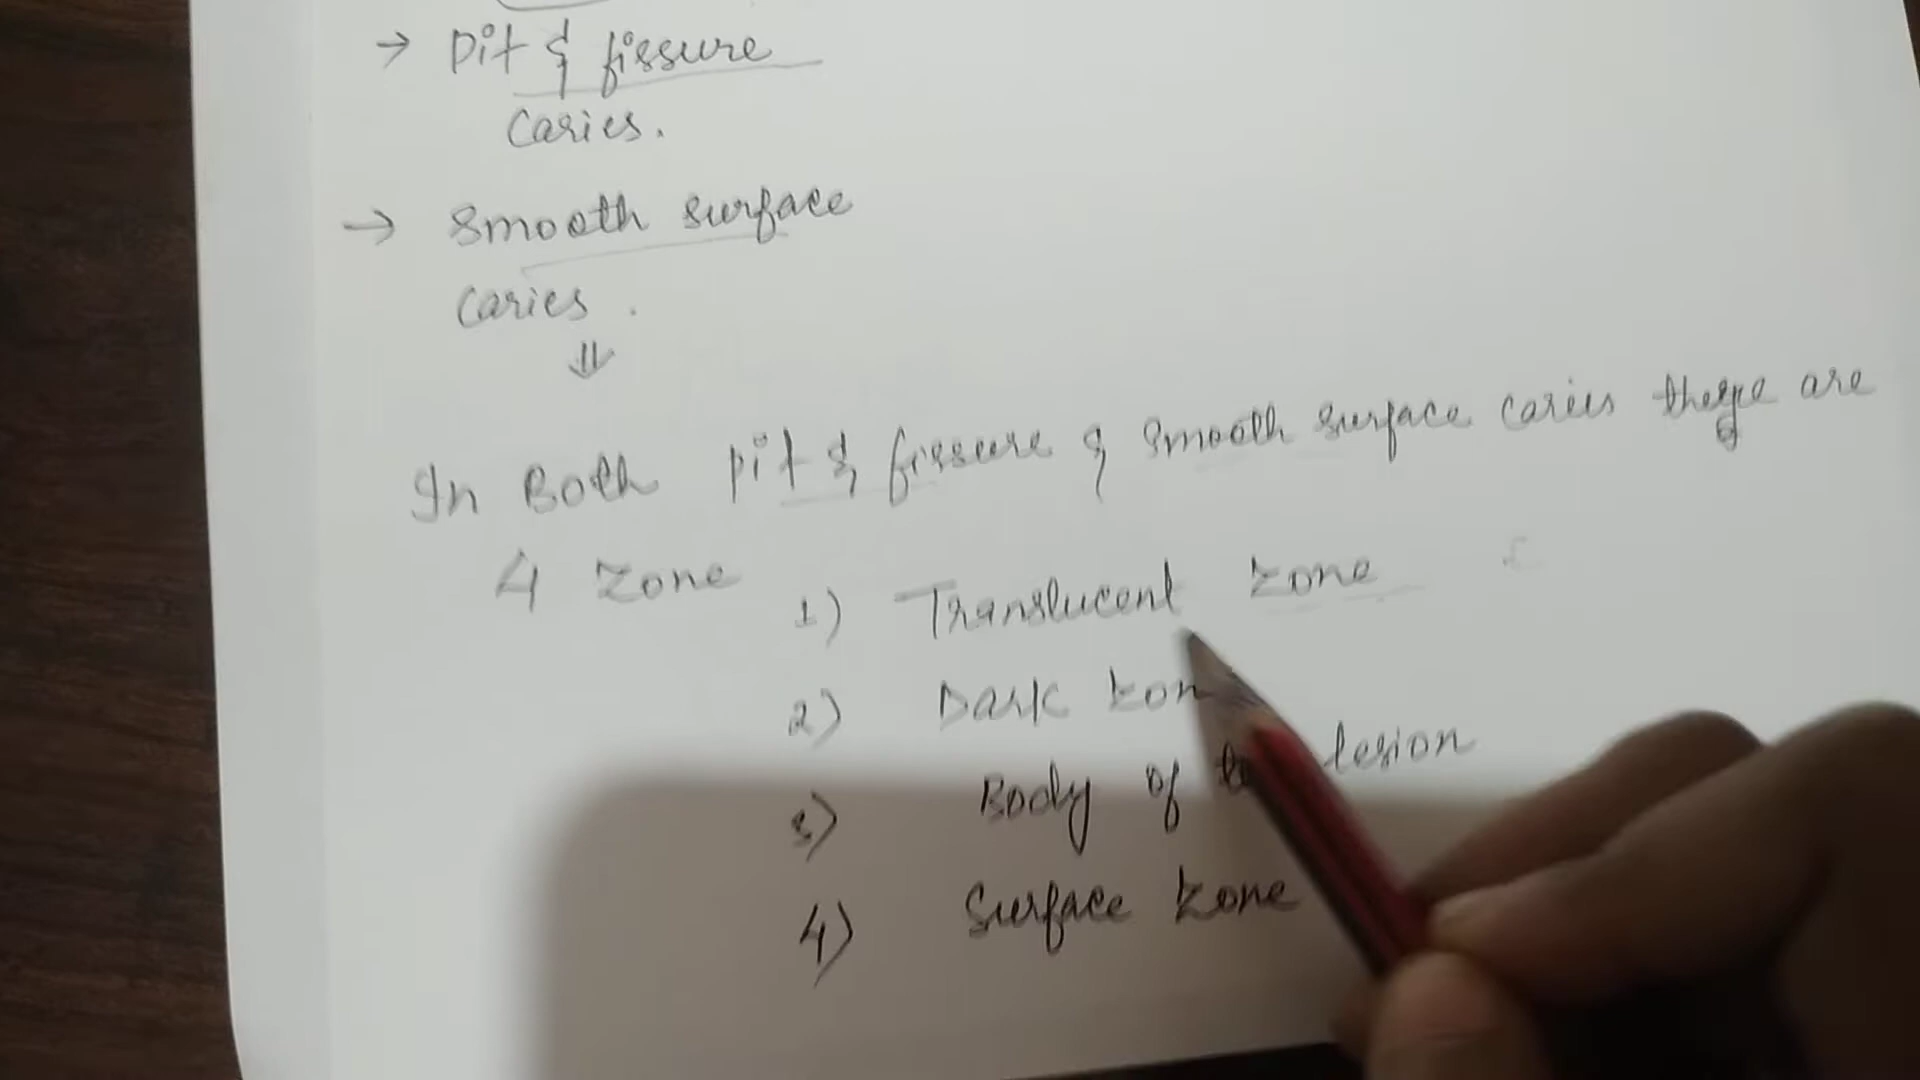 → Pit & fissure
Caries.
→ Smooth surface
Caries.
⇓
In Both pit & fissure & smooth surface caries there are
4 zone
1) Translucent zone
2) Dark zon
3) Body of lesion
4) Surface zone